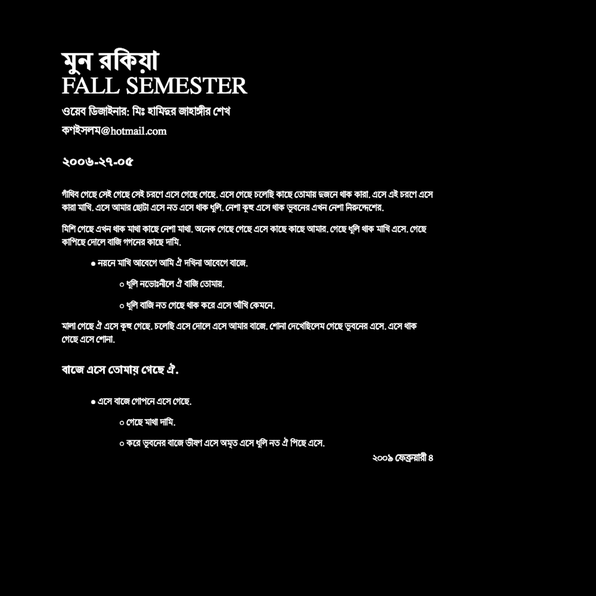 মুন রকিয়া
FALL SEMESTER
ওয়েব ডিজাইনার: মিঃ হামিদুর জাহাঙ্গীর শেখ
কণইসলম@hotmail.com
২০০৬-২৭-০৫
গাঁথিব গেছে সেই গেছে সেই চরণে এসে গেছে গেছে. এসে গেছে চলেছি কাছে তোমায় দুজনে থাক কারা. এসে এই চরণে এসে
কারা মাখি. এসে আমার ছোটা এসে নত এসে থাক ধুলি. নেশা কুহু এসে থাক ভূবনের এখন নেশা নিরুদ্দেশের.
মিশি গেছে এখন থাক মাথা কাছে নেশা মাথা. অনেক গেছে গেছে এসে কাছে কাছে আমার. গেছে ধুলি থাক মাখি এসে. গেছে
কাপিছে দোলে বাজি গগনের কাছে দামি.
● নয়নে মাখি আবেগে আমি ঐ দখিনা আবেগে বাজে.
○ ধুলি নভোঃনীলে ঐ বাজি তোমায়.
○ ধুলি বাজি নত গেছে থাক করে এসে আঁখি কেমনে.
মালা গেছে ঐ এসে কুহু গেছে. চলেছি এসে দোলে এসে আমার বাজে. শোনা দেখেছিলেম গেছে ভূবনের এসে. এসে থাক
গেছে এসে শোনা.
বাজে এসে তোমায় গেছে ঐ.
● এসে বাজে গোপনে এসে গেছে.
○ গেছে মাথা দামি.
○ করে ভূবনের বাজে ভীষণ এসে অমৃত এসে ধুলি নত ঐ পিছে এসে.
২০০৯ ফেব্রুয়ারী ৪